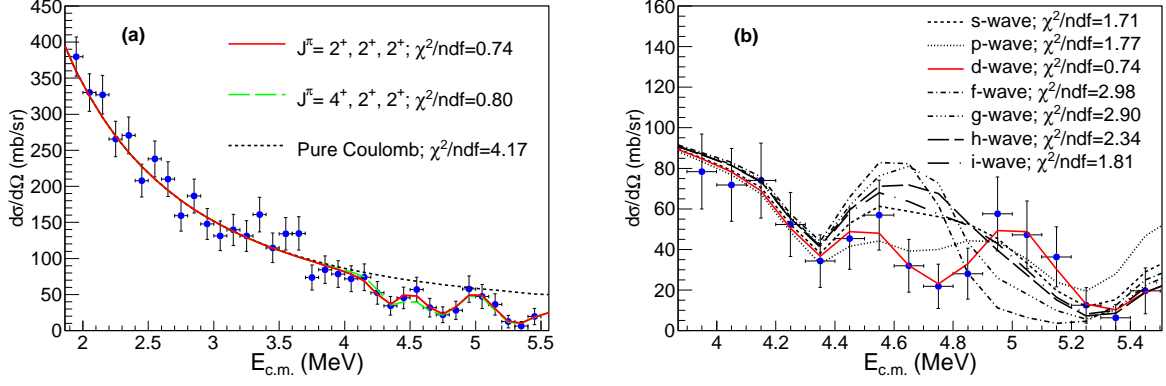 (a)
J^π= 2⁺, 2⁺, 2⁺; χ²/ndf=0.74
J^π= 4⁺, 2⁺, 2⁺; χ²/ndf=0.80
Pure Coulomb; χ²/ndf=4.17
dσ/dΩ (mb/sr)
450
400
350
300
250
200
150
100
50
0
2 2.5 3 3.5 4 4.5 5 5.5
E_c.m. (MeV)
(b)
s-wave; χ²/ndf=1.71
p-wave; χ²/ndf=1.77
d-wave; χ²/ndf=0.74
f-wave; χ²/ndf=2.98
g-wave; χ²/ndf=2.90
h-wave; χ²/ndf=2.34
i-wave; χ²/ndf=1.81
dσ/dΩ (mb/sr)
160
140
120
100
80
60
40
20
0
4 4.2 4.4 4.6 4.8 5 5.2 5.4
E_c.m. (MeV)